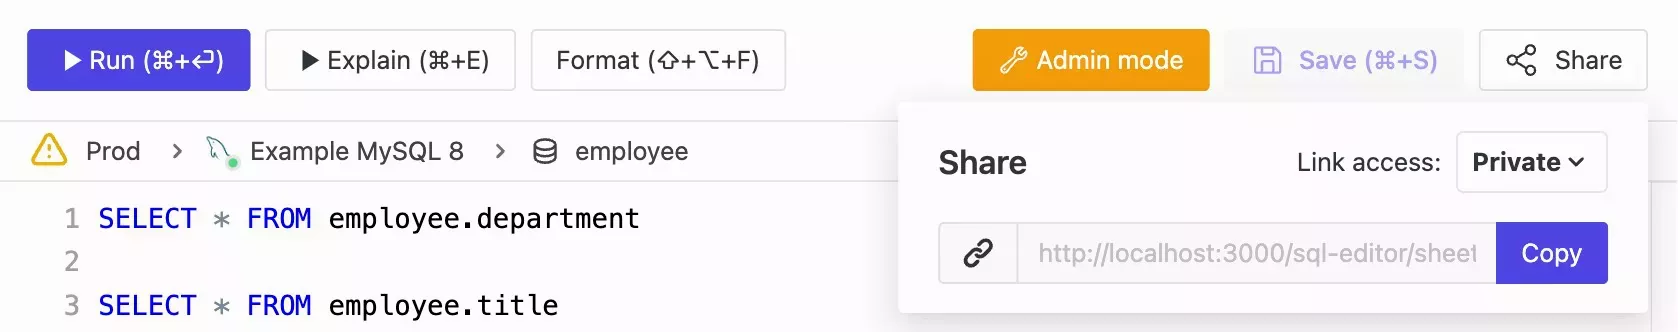 Run (⌘+⏎) Explain (⌘+E) Format (⇧+⌥+F) Admin mode Save (⌘+S) Share
Prod > Example MySQL 8 > employee
Share Link access: Private
http://localhost:3000/sql-editor/sheet Copy
1 SELECT * FROM employee.department
2
3 SELECT * FROM employee.title